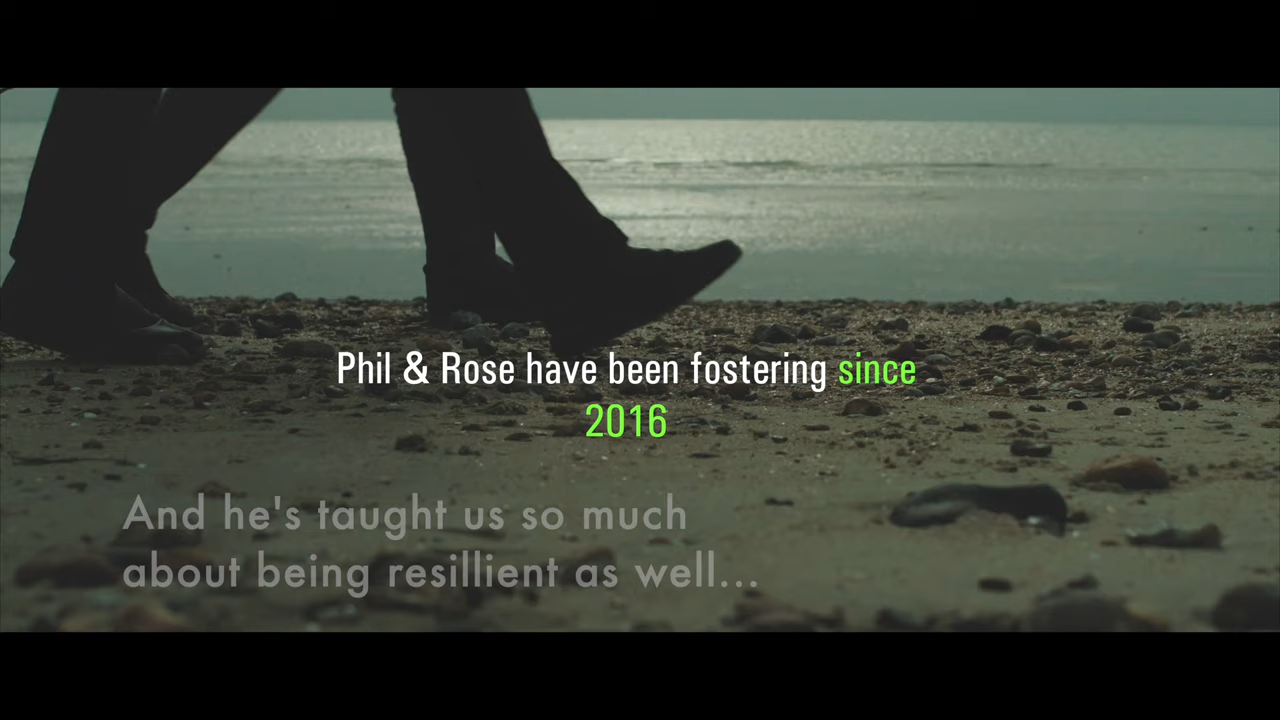 Phil & Rose have been fostering since
2016
And he's taught us so much
about being resillient as well...